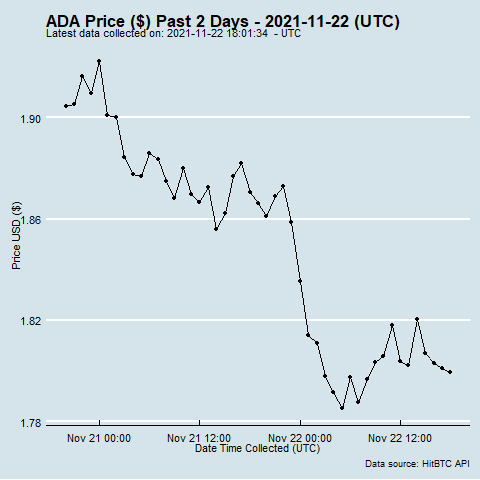 ADA Price ($) Past 2 Days - 2021-11-22 (UTC)
Latest data collected on: 2021-11-22 18:01:34 - UTC
1.90
1.86
1.82
1.78
Price USD ($)
Nov 21 00:00 Nov 21 12:00 Nov 22 00:00 Nov 22 12:00
Date Time Collected (UTC)
Data source: HitBTC API